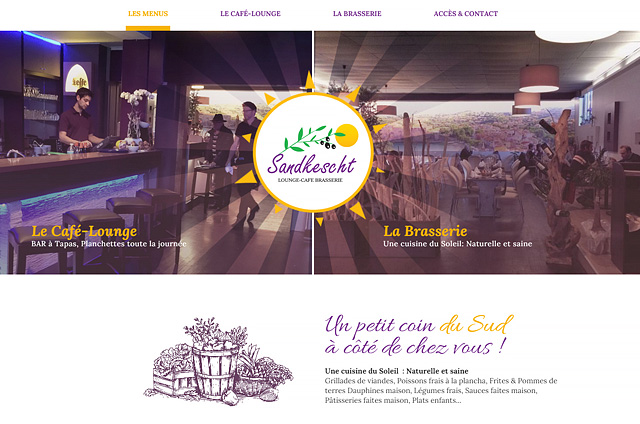 LES MENUS
LE CAFÉ-LOUNGE
LA BRASSERIE
ACCÈS & CONTACT
Sandkescht
LOUNGE-CAFE BRASSERIE
Le Café-Lounge
BAR à Tapas, Planchettes toute la journée
La Brasserie
Une cuisine du Soleil: Naturelle et saine
Un petit coin du Sud
à côté de chez vous !
Une cuisine du Soleil : Naturelle et saine
Grillades de viandes, Poissons frais à la plancha, Frites & Pommes de
terres Dauphines maison, Légumes frais, Sauces faites maison,
Pâtisseries faites maison, Plats enfants...